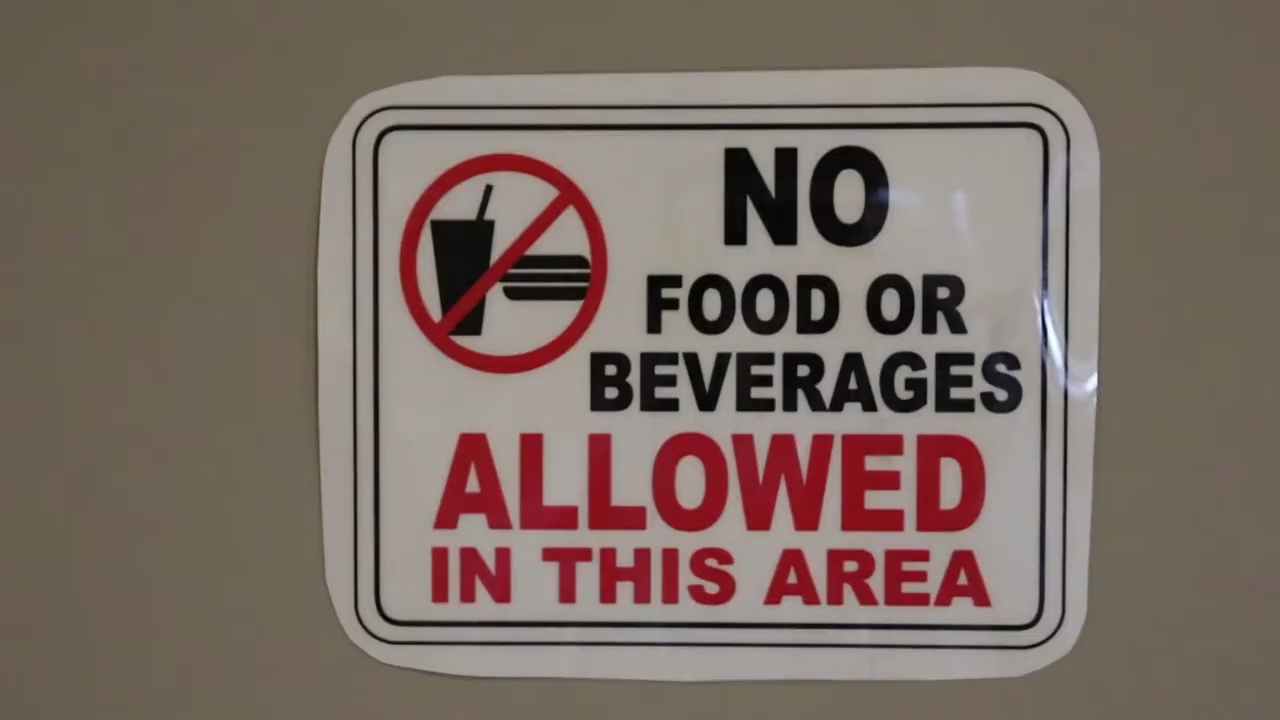 NO
FOOD OR
BEVERAGES
ALLOWED
IN THIS AREA